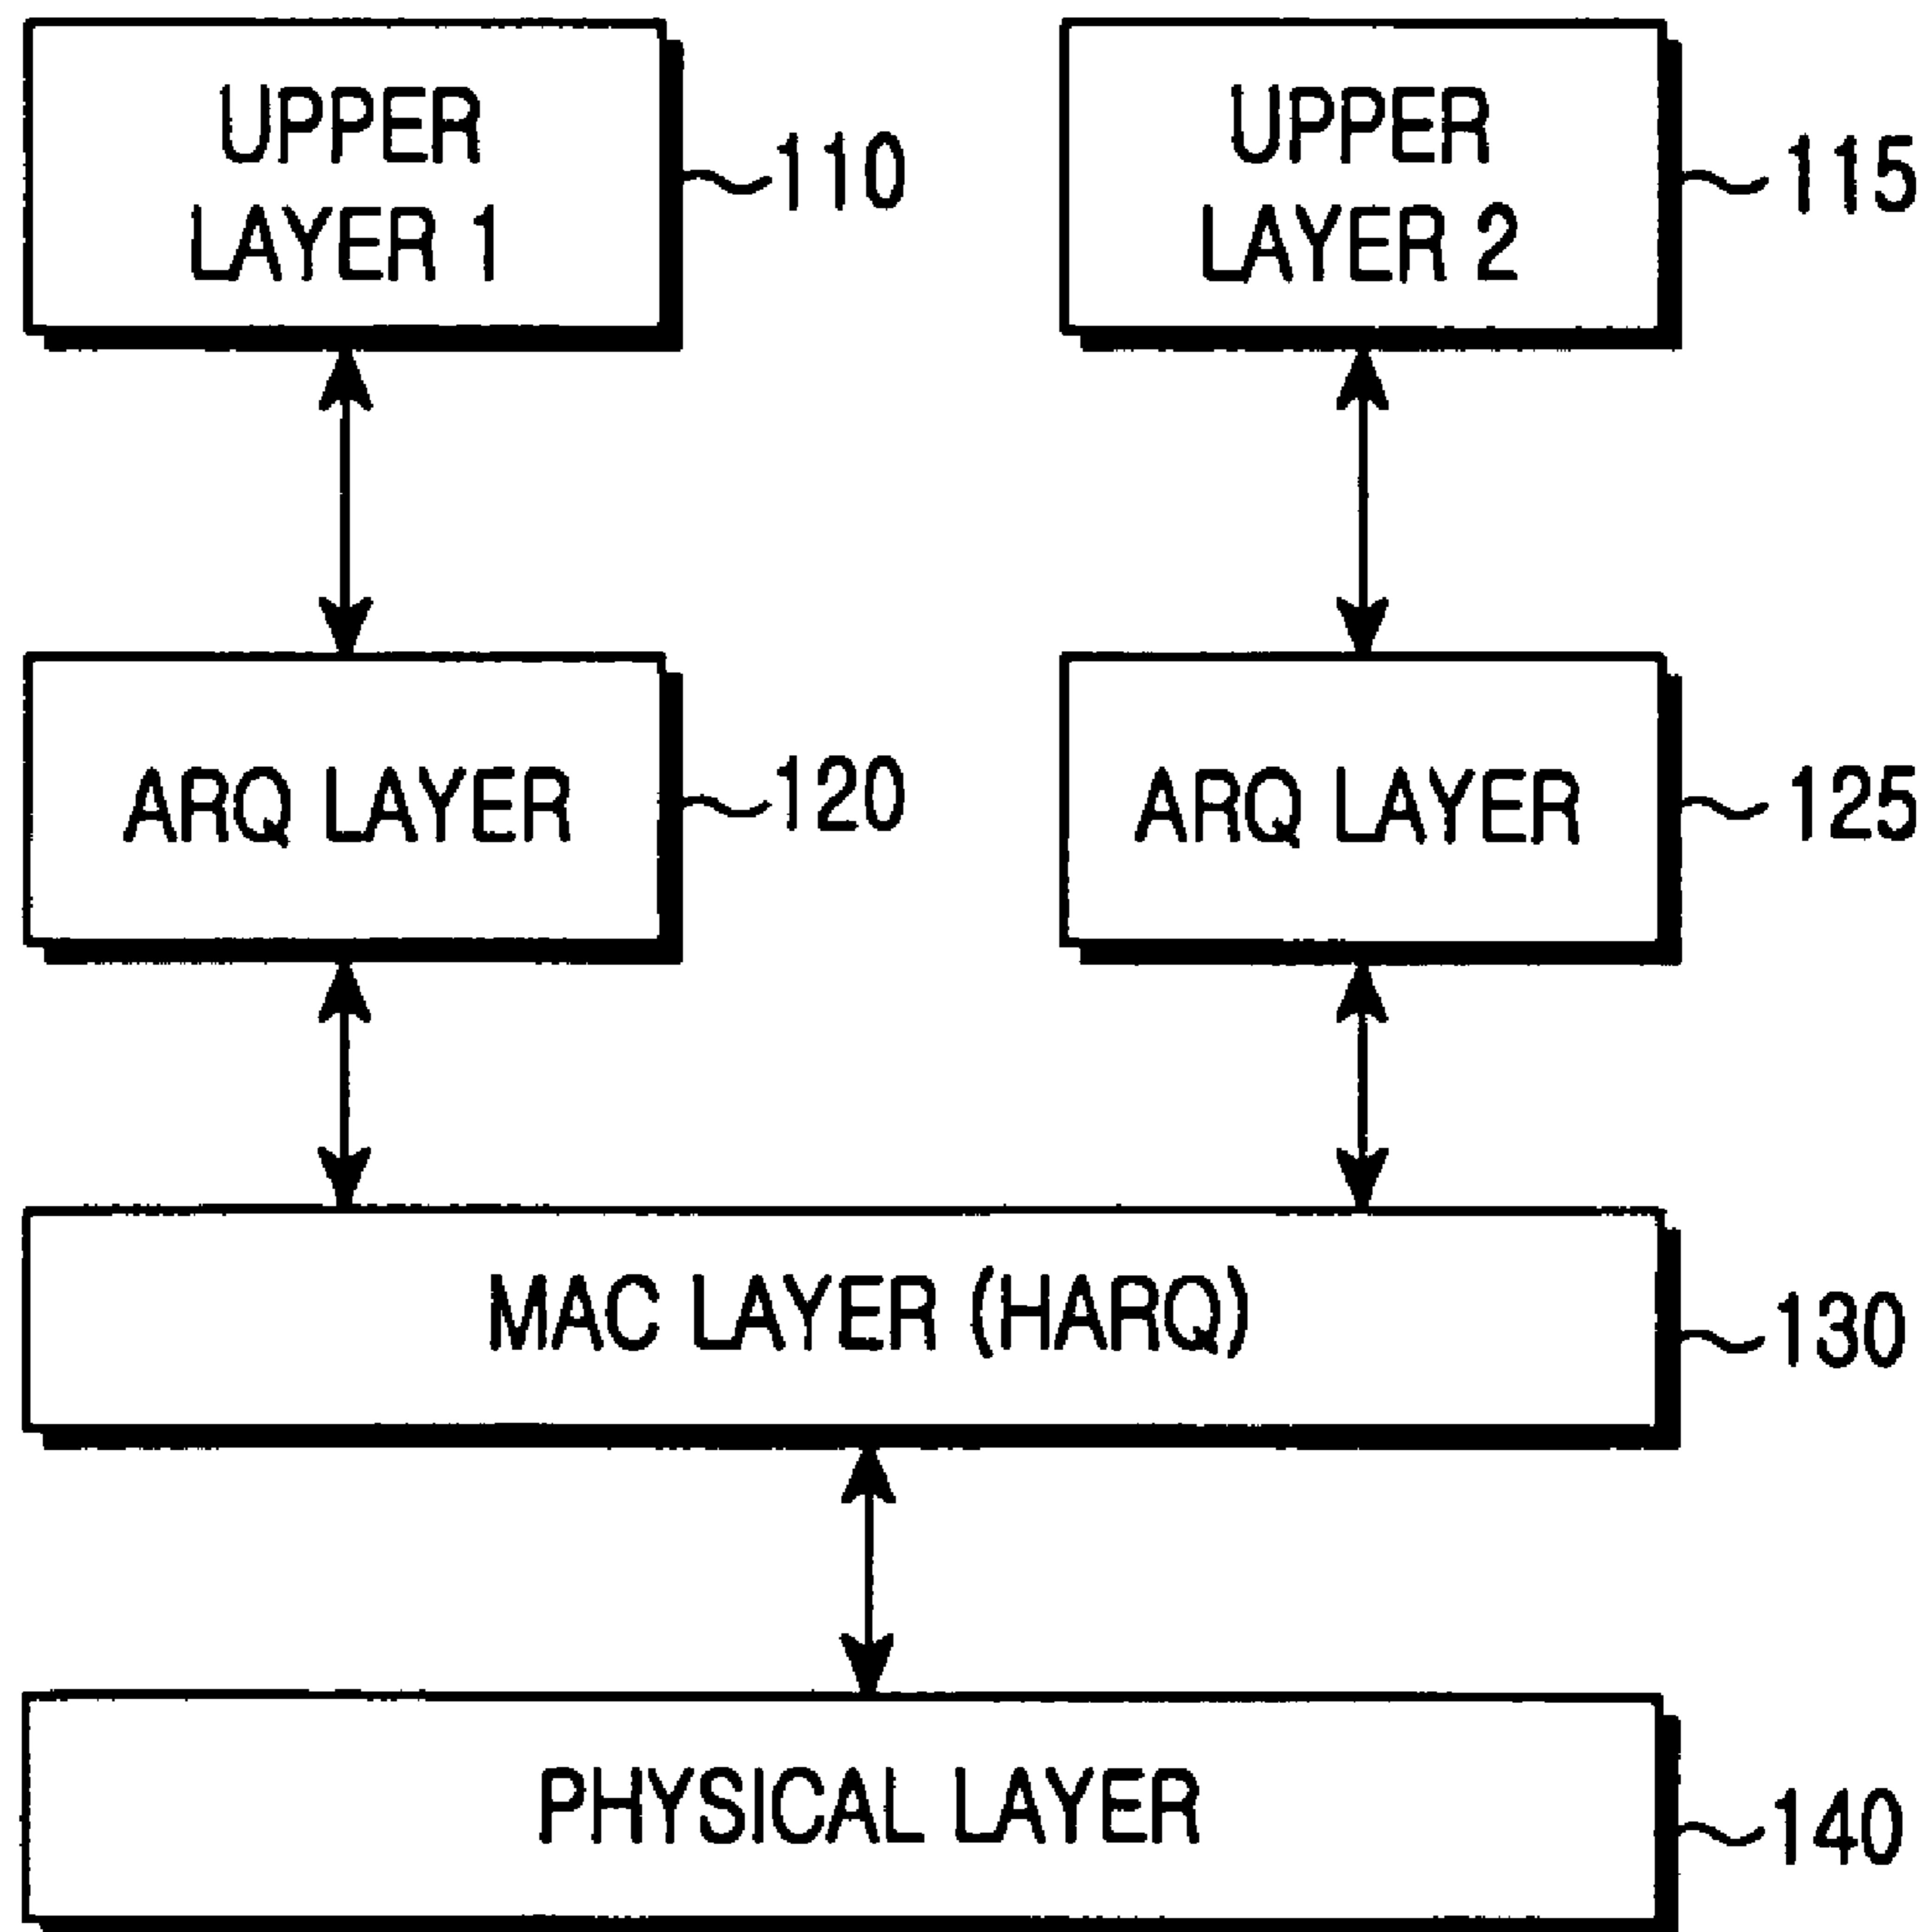 UPPER
LAYER 1
110
UPPER
LAYER 2
115
ARQ LAYER
120
ARQ LAYER
125
MAC LAYER (HARQ)
130
PHYSICAL LAYER
140